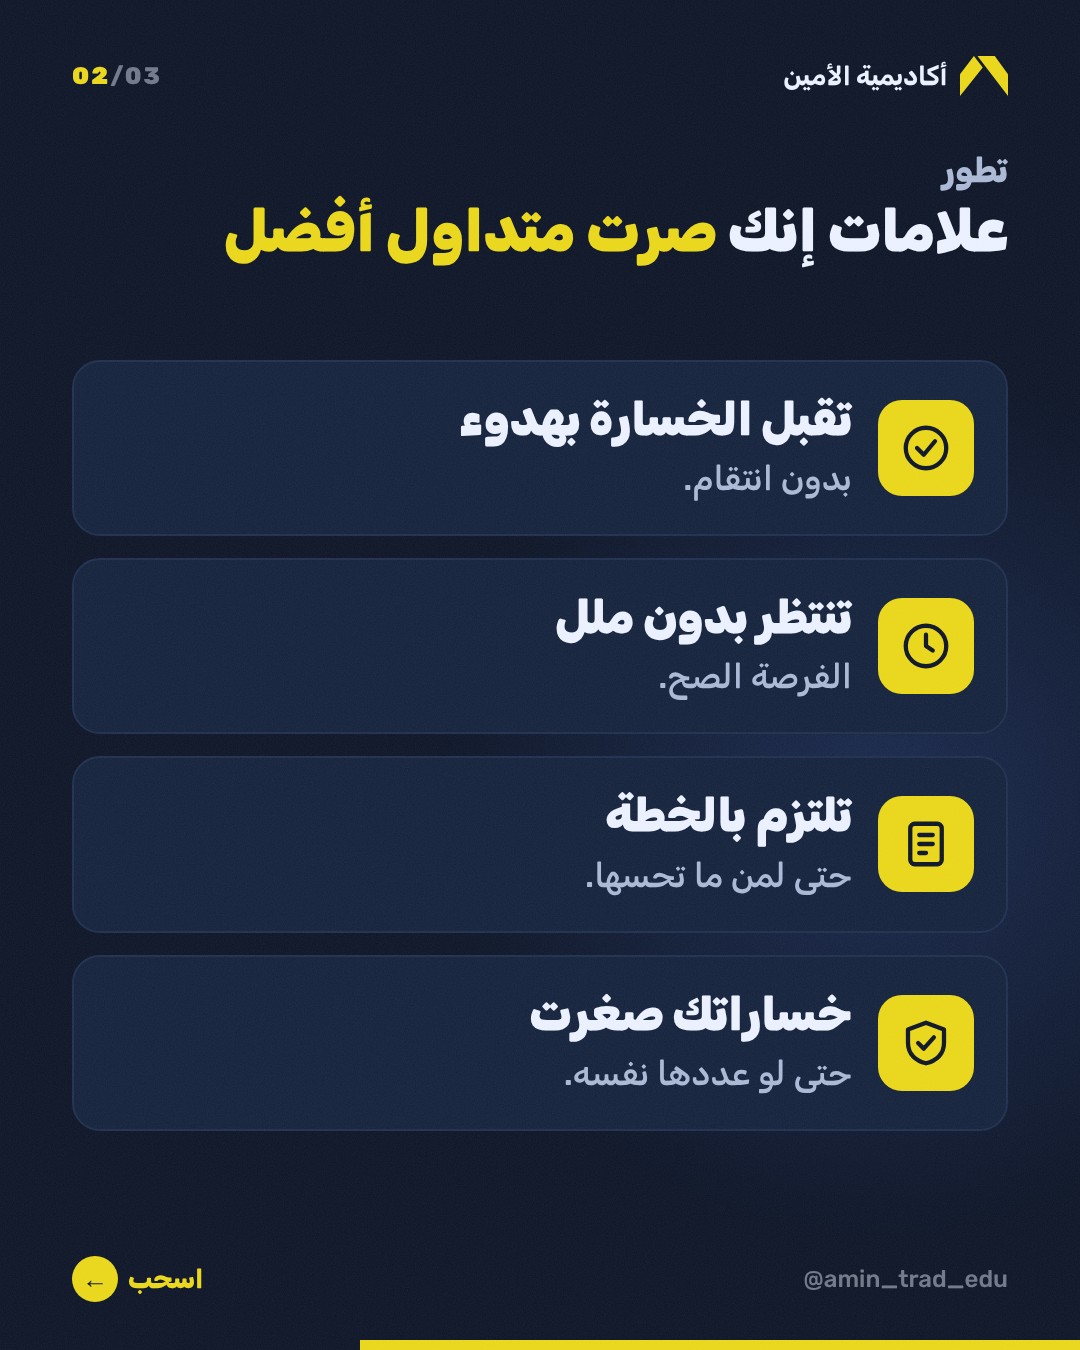 أكاديمية الأمين
02/03
تطور
علامات إنك صرت متداول أفضل
تقبل الخسارة بهدوء
بدون انتقام.
تنتظر بدون ملل
الفرصة الصح.
تلتزم بالخطة
حتى لمن ما تحسها.
خساراتك صغرت
حتى لو عددها نفسه.
@amin_trad_edu
اسحب ←